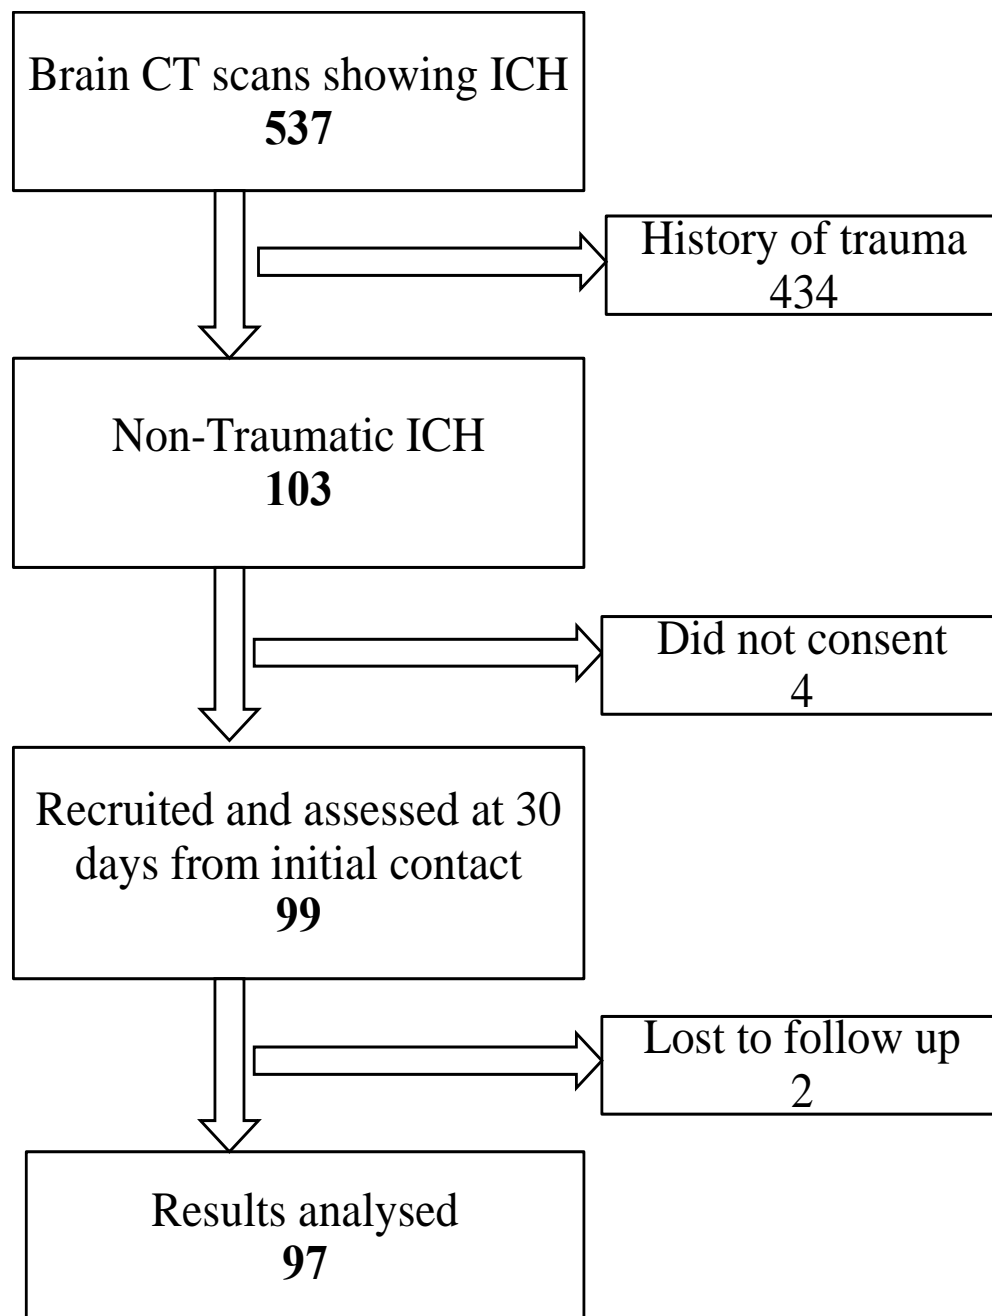 Brain CT scans showing ICH
537
History of trauma
434
Non-Traumatic ICH
103
Did not consent
4
Recruited and assessed at 30
days from initial contact
99
Lost to follow up
2
Results analysed
97